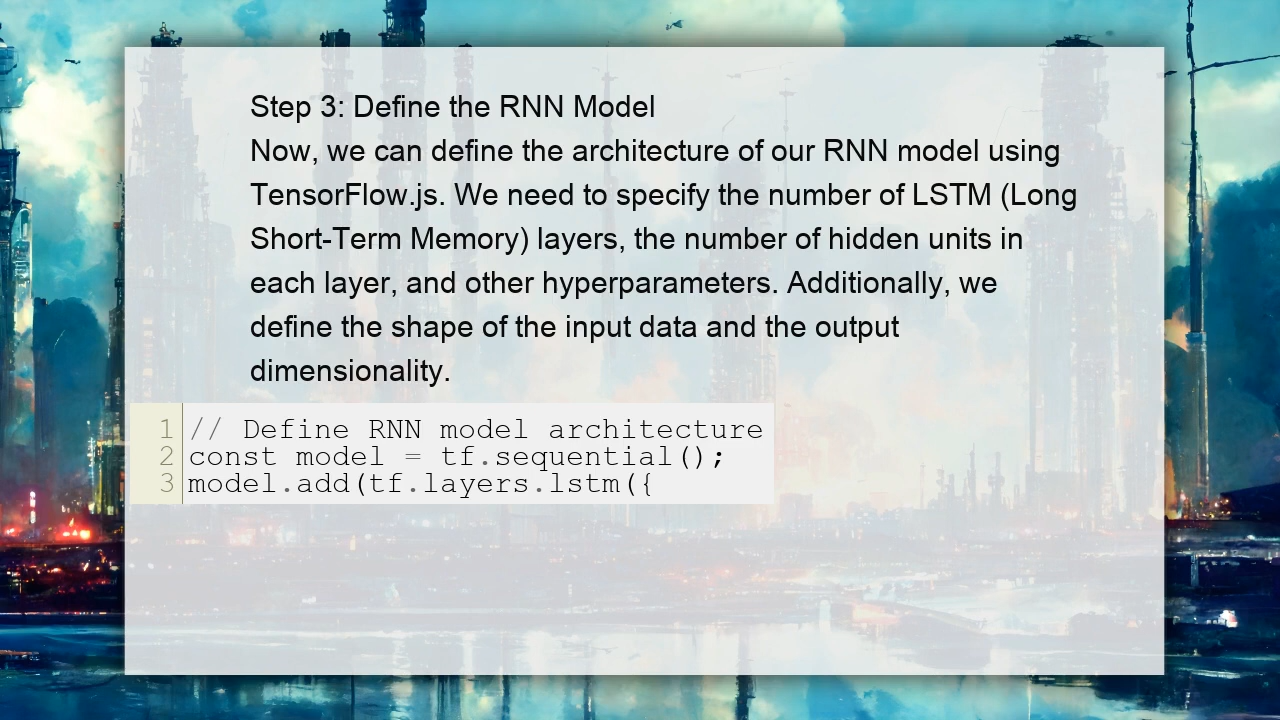 Step 3: Define the RNN Model
Now, we can define the architecture of our RNN model using
TensorFlow.js. We need to specify the number of LSTM (Long
Short-Term Memory) layers, the number of hidden units in
each layer, and other hyperparameters. Additionally, we
define the shape of the input data and the output
dimensionality.
1 // Define RNN model architecture
2 const model = tf.sequential();
3 model.add(tf.layers.lstm({